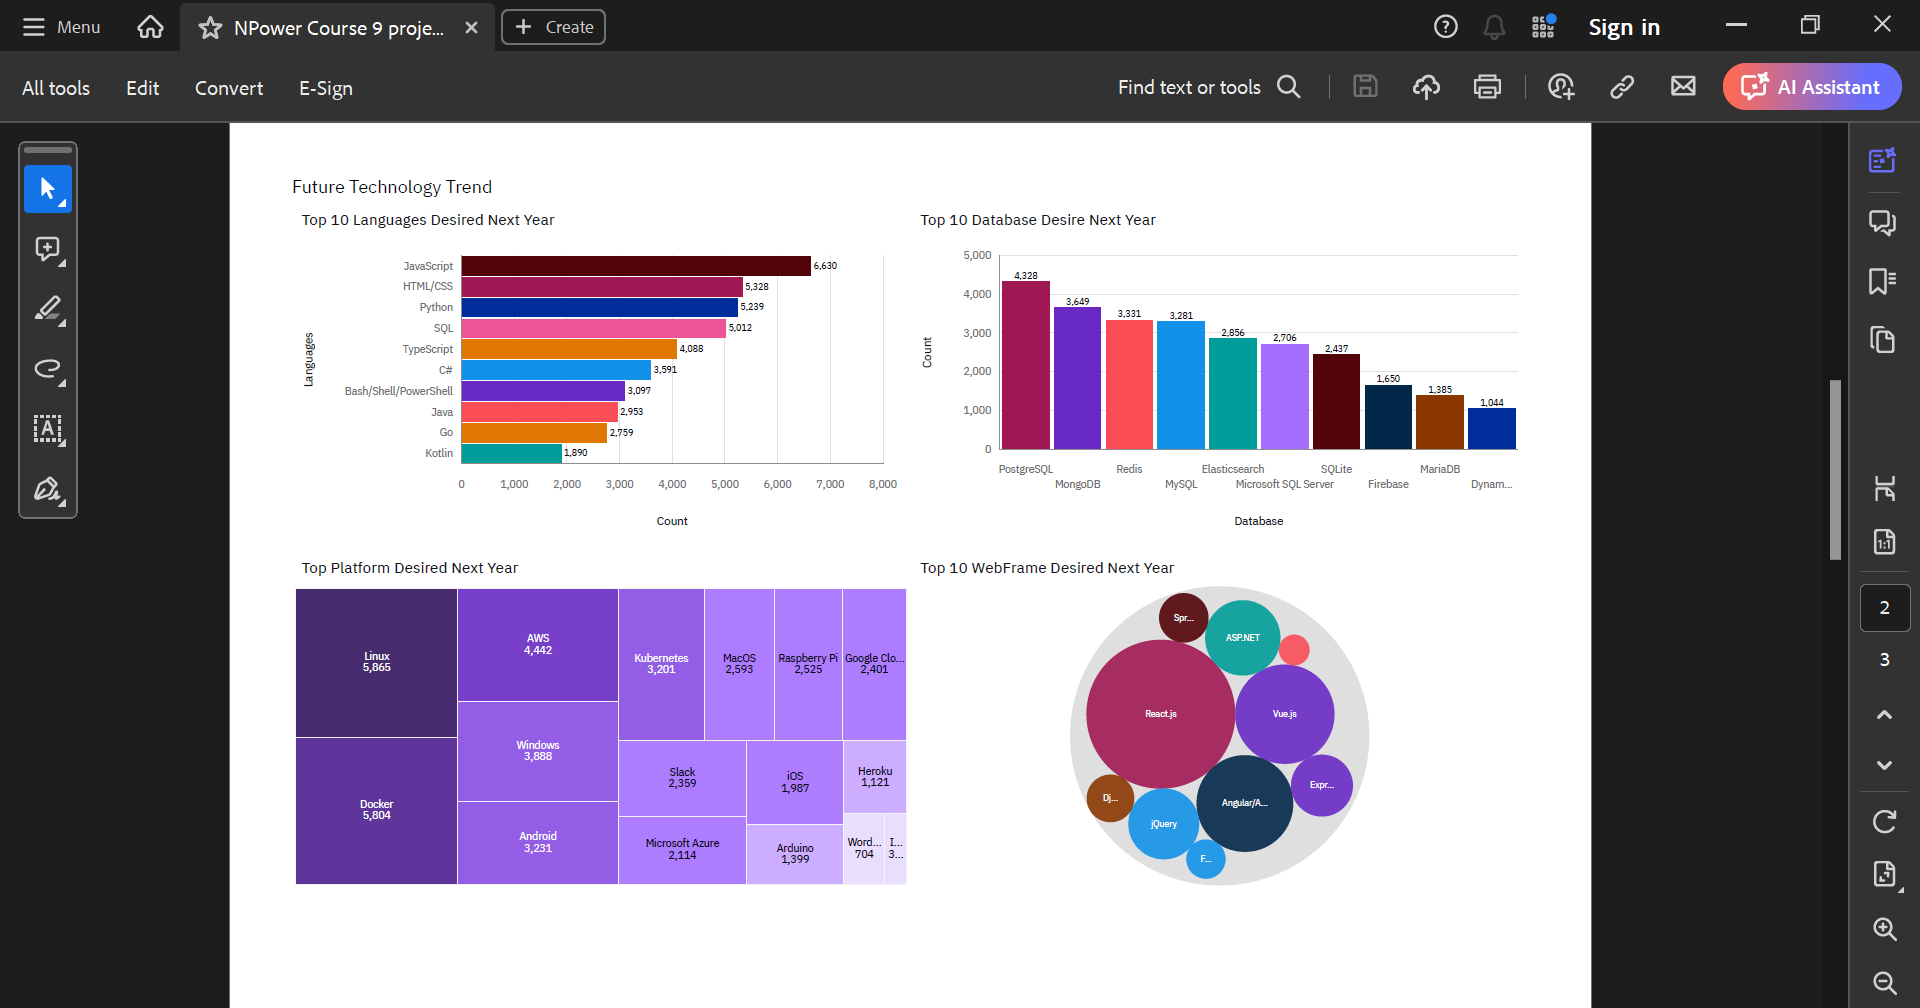 Menu
NPower Course 9 proje...
Create
Sign in
All tools
Edit
Convert
E-Sign
Find text or tools
AI Assistant
Future Technology Trend
Top 10 Languages Desired Next Year
Languages
JavaScript 6,630
HTML/CSS 5,328
Python 5,239
SQL 5,012
TypeScript 4,088
C# 3,591
Bash/Shell/PowerShell 3,097
Java 2,953
Go 2,759
Kotlin 1,890
0 1,000 2,000 3,000 4,000 5,000 6,000 7,000 8,000
Count
Top 10 Database Desire Next Year
Count
5,000
4,000
3,000
2,000
1,000
0
4,328 3,649 3,331 3,281 2,856 2,706 2,437 1,650 1,385 1,044
PostgreSQL Redis Elasticsearch SQLite MariaDB
MongoDB MySQL Microsoft SQL Server Firebase Dynam...
Database
Top Platform Desired Next Year
Linux
5,865
Docker
5,804
AWS
4,442
Windows
3,888
Android
3,231
Kubernetes
3,201
MacOS
2,593
Raspberry Pi
2,525
Google Clo...
2,401
Slack
2,359
Microsoft Azure
2,114
iOS
1,987
Arduino
1,399
Heroku
1,121
Word...
704
I...
3...
Top 10 WebFrame Desired Next Year
Spr...
ASP.NET
React.js
Vue.js
Expr...
Dj...
jQuery
Angular/A...
F...
A
1:1
2
3